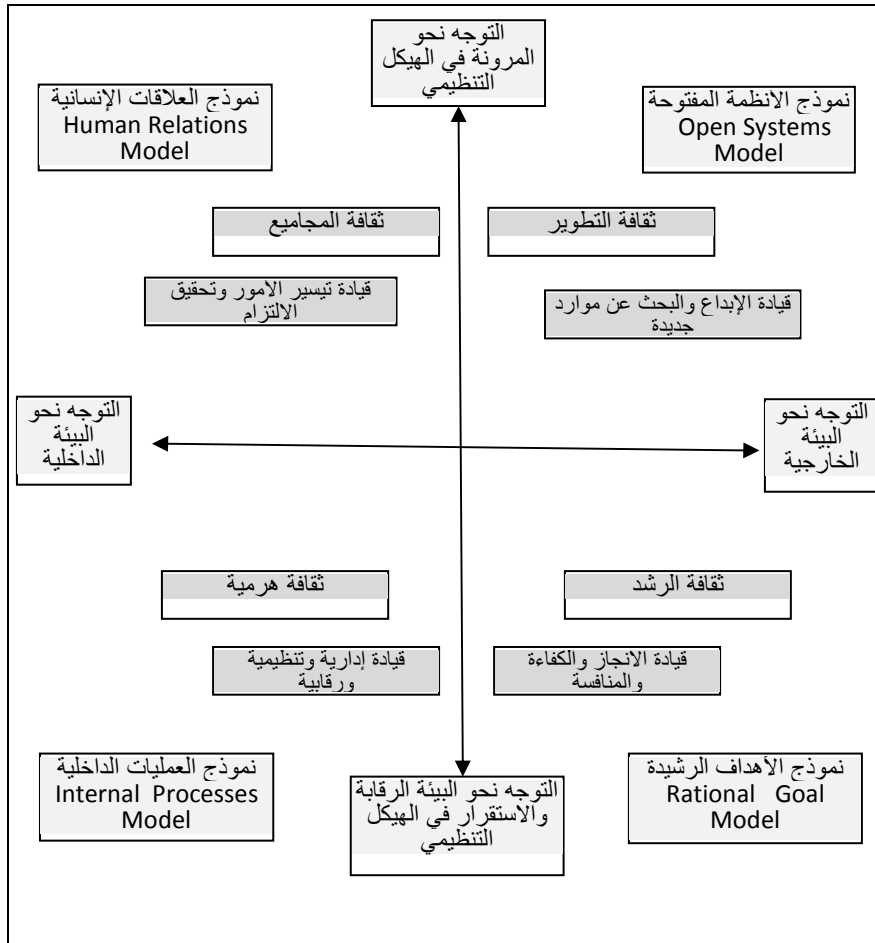 التوجه نحو
المرونة في الهيكل
التنظيمي
نموذج الانظمة المفتوحة
Open Systems
Model
نموذج العلاقات الإنسانية
Human Relations
Model
ثقافة التطوير
ثقافة المجاميع
قيادة الإبداع والبحث عن موارد
جديدة
قيادة تيسير الامور وتحقيق
الالتزام
التوجه نحو
البيئة
الخارجية
التوجه نحو
البيئة
الداخلية
ثقافة الرشد
ثقافة هرمية
قيادة الانجاز والكفاءة
والمنافسة
قيادة إدارية وتنظيمية
ورقابية
نموذج الأهداف الرشيدة
Rational Goal
Model
نموذج العمليات الداخلية
Internal Processes
Model
التوجه نحو البيئة الرقابة
والاستقرار في الهيكل
التنظيمي